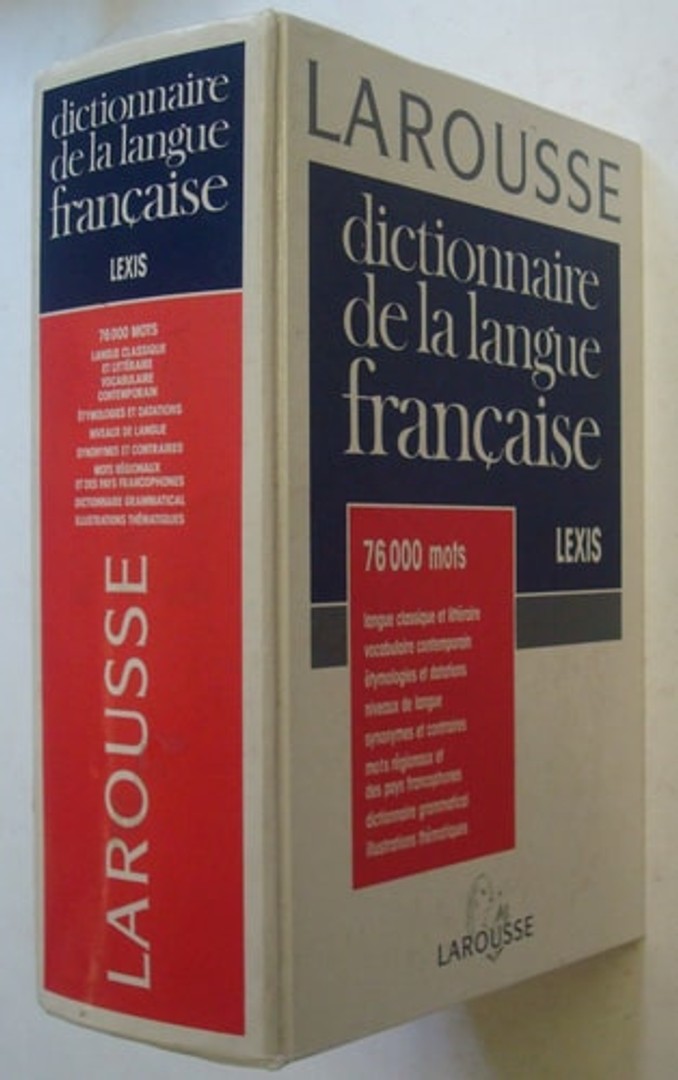 dictionnaire
de la langue
française
LEXIS
76000 MOTS
LANGUE CLASSIQUE
ET LITTÉRAIRE
VOCABULAIRE
CONTEMPORAIN
ÉTYMOLOGIES ET DATATIONS
NIVEAUX DE LANGUE
SYNONYMES ET CONTRAIRES
MOTS RÉGIONAUX
ET DES PAYS FRANCOPHONES
DICTIONNAIRE GRAMMATICAL
ILLUSTRATIONS THÉMATIQUES
LAROUSSE
LAROUSSE
dictionnaire
de la langue
française
LEXIS
76 000 mots
langue classique et littéraire
vocabulaire contemporain
étymologies et datations
niveaux de langue
synonymes et contraires
mots régionaux et
des pays francophones
dictionnaire grammatical
illustrations thématiques
LAROUSSE